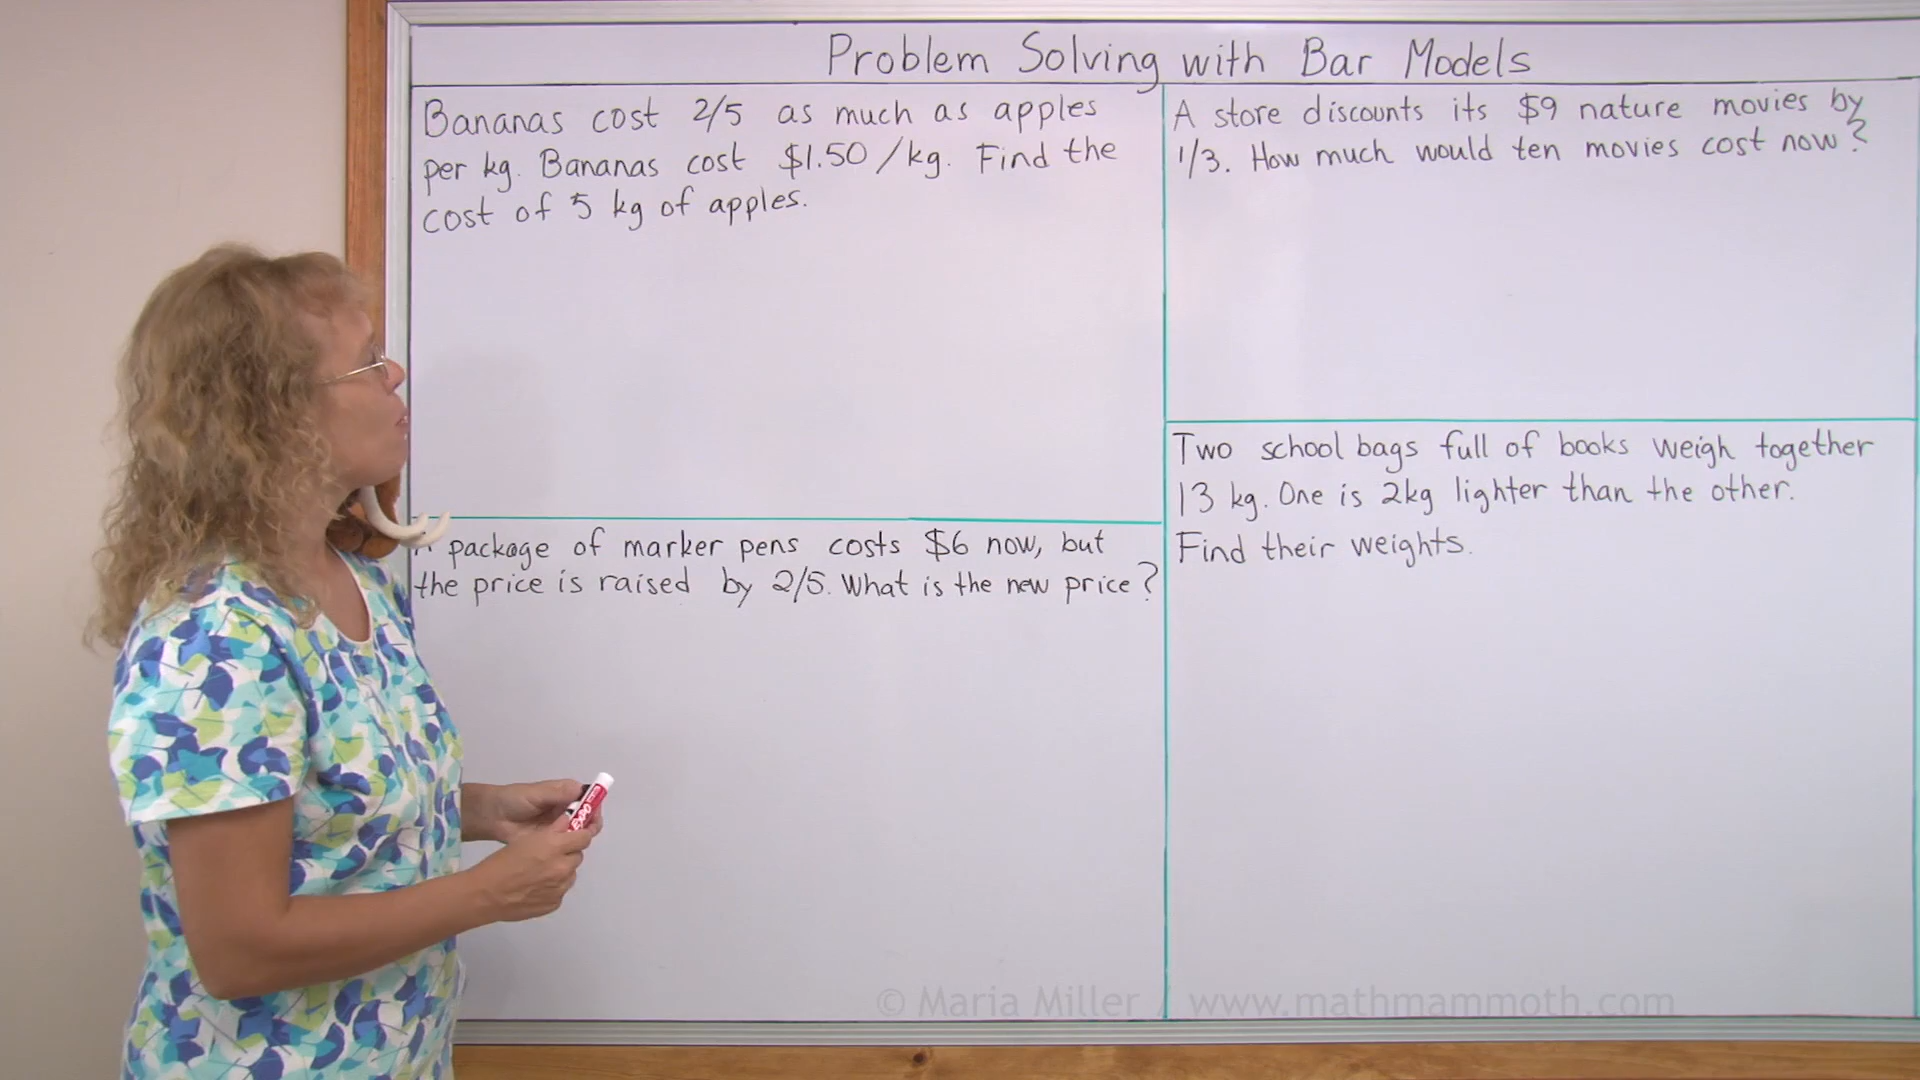 Problem Solving with Bar Models
Bananas cost 2/5 as much as apples
per kg. Bananas cost $1.50/kg. Find the
cost of 5 kg of apples.
A store discounts its $9 nature movies by
1/3. How much would ten movies cost now?
package of marker pens costs $6 now, but
the price is raised by 2/5. What is the new price?
Two school bags full of books weigh together
13 kg. One is 2kg lighter than the other.
Find their weights.
EXPO
© Maria Miller / www.mathmammoth.com